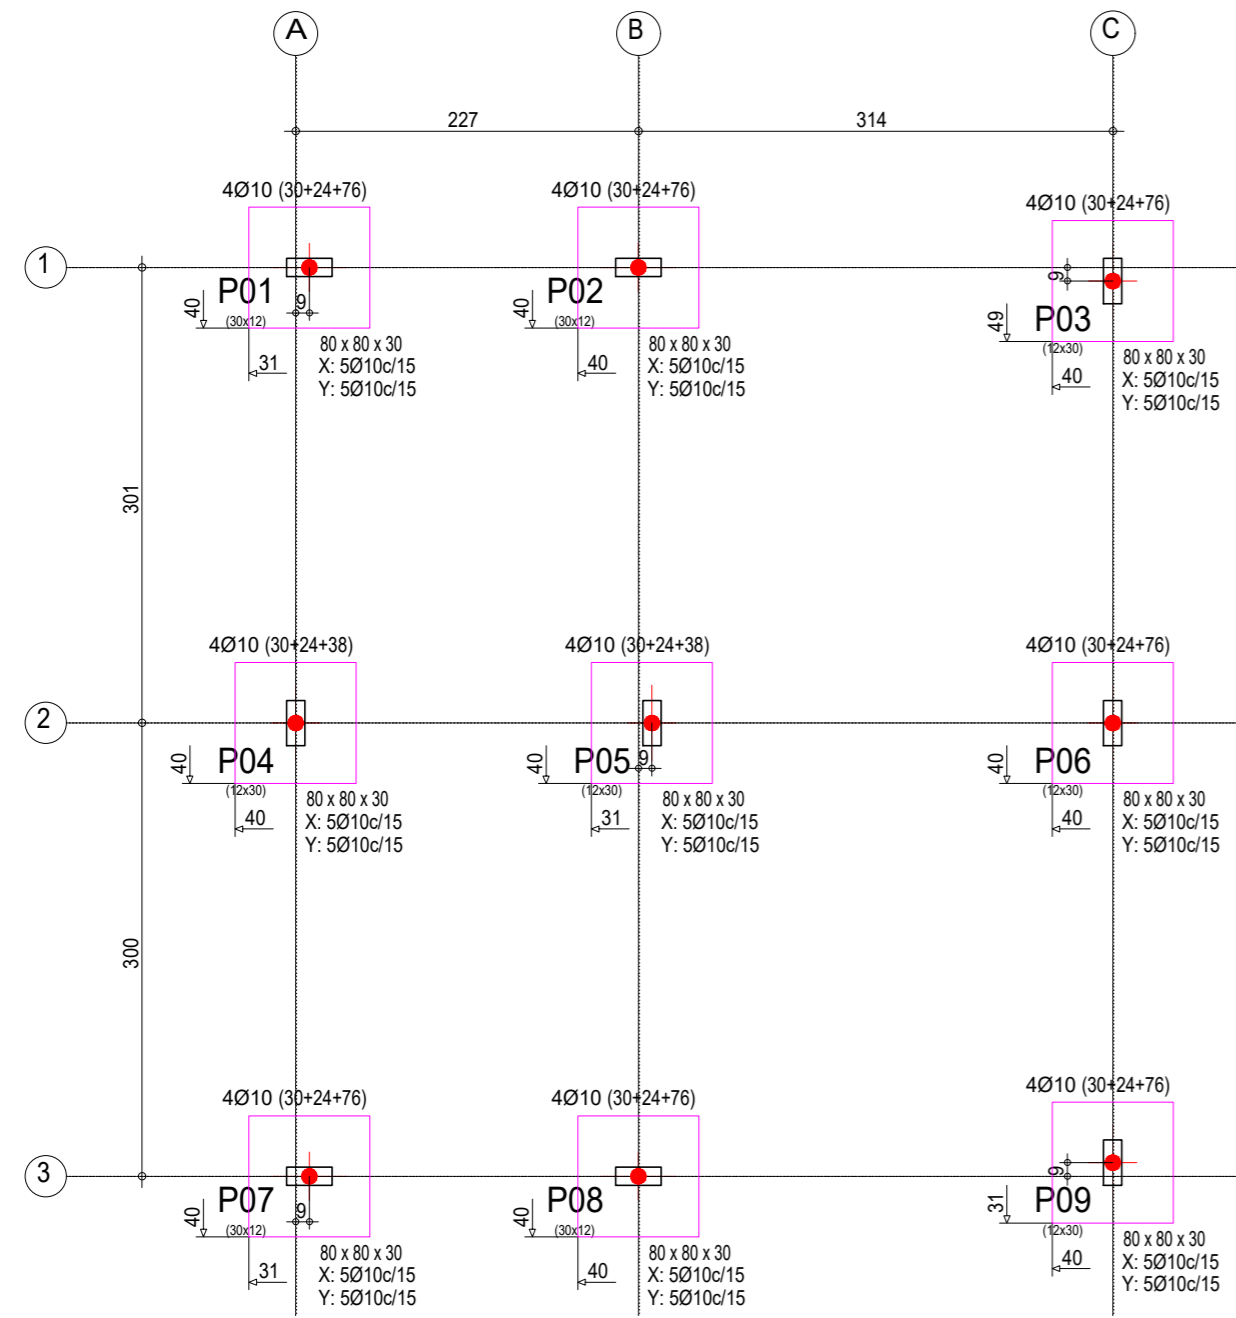 A
B
C
227
314
4Ø10 (30+24+76)
4Ø10 (30+24+76)
4Ø10 (30+24+76)
1
P01
9
40
(30x12)
31
80 x 80 x 30
X: 5Ø10c/15
Y: 5Ø10c/15
P02
40
(30x12)
40
80 x 80 x 30
X: 5Ø10c/15
Y: 5Ø10c/15
9
P03
49
(12x30)
40
80 x 80 x 30
X: 5Ø10c/15
Y: 5Ø10c/15
301
4Ø10 (30+24+38)
4Ø10 (30+24+38)
4Ø10 (30+24+76)
2
P04
40
(12x30)
40
80 x 80 x 30
X: 5Ø10c/15
Y: 5Ø10c/15
P05
9
40
(12x30)
31
80 x 80 x 30
X: 5Ø10c/15
Y: 5Ø10c/15
P06
40
(12x30)
40
80 x 80 x 30
X: 5Ø10c/15
Y: 5Ø10c/15
300
4Ø10 (30+24+76)
4Ø10 (30+24+76)
4Ø10 (30+24+76)
3
P07
9
40
(30x12)
31
80 x 80 x 30
X: 5Ø10c/15
Y: 5Ø10c/15
P08
40
(30x12)
40
80 x 80 x 30
X: 5Ø10c/15
Y: 5Ø10c/15
9
P09
31
(12x30)
40
80 x 80 x 30
X: 5Ø10c/15
Y: 5Ø10c/15